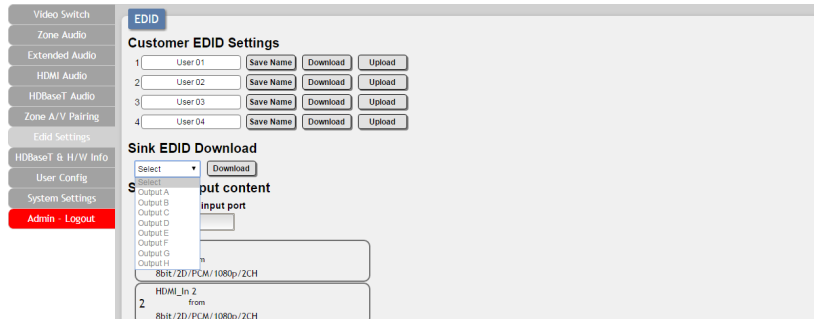 Video Switch
Zone Audio
Extended Audio
HDMI Audio
HDBaseT Audio
Zone A/V Pairing
Edid Settings
HDBaseT & H/W Info
User Config
System Settings
Admin - Logout
EDID
Customer EDID Settings
1 User 01 Save Name Download Upload
2 User 02 Save Name Download Upload
3 User 03 Save Name Download Upload
4 User 04 Save Name Download Upload
Sink EDID Download
Select Download
Select
Output A
Output B
Output C
Output D
Output E
Output F
Output G
Output H
content
input port
8bit/2D/PCM/1080p/2CH
HDMI_In 2
2 from
8bit/2D/PCM/1080p/2CH